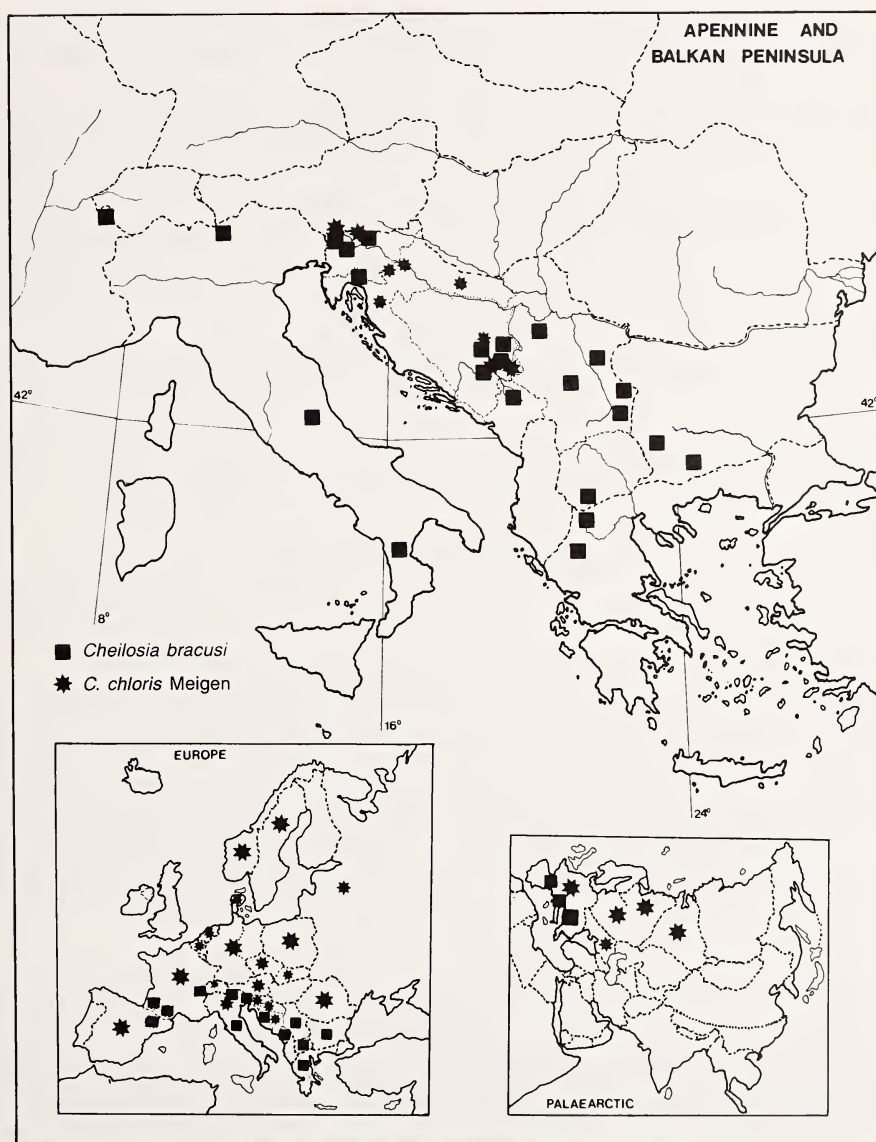 APENNINE AND
BALKAN PENINSULA
42°
42°
8°
■ Cheilosia bracusi
✸ C. chloris Meigen
16°
24°
EUROPE
PALAEARCTIC